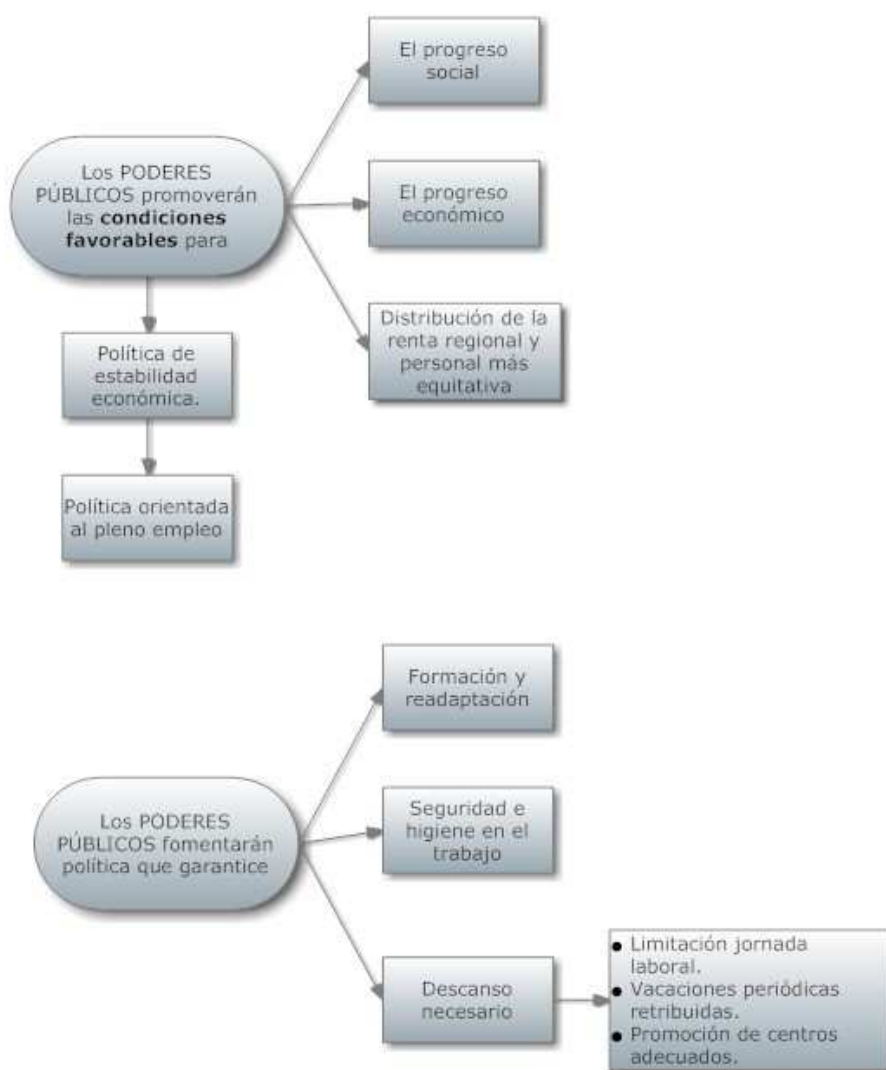 El progreso
social
Los PODERES
PÚBLICOS promoverán
las condiciones
favorables para
El progreso
económico
Distribución de la
renta regional y
personal más
equitativa
Política de
estabilidad
económica.
Política orientada
al pleno empleo
Formación y
readaptación
Los PODERES
PÚBLICOS fomentarán
política que garantice
Seguridad e
higiene en el
trabajo
Descanso
necesario
● Limitación jornada
laboral.
● Vacaciones periódicas
retribuidas.
● Promoción de centros
adecuados.